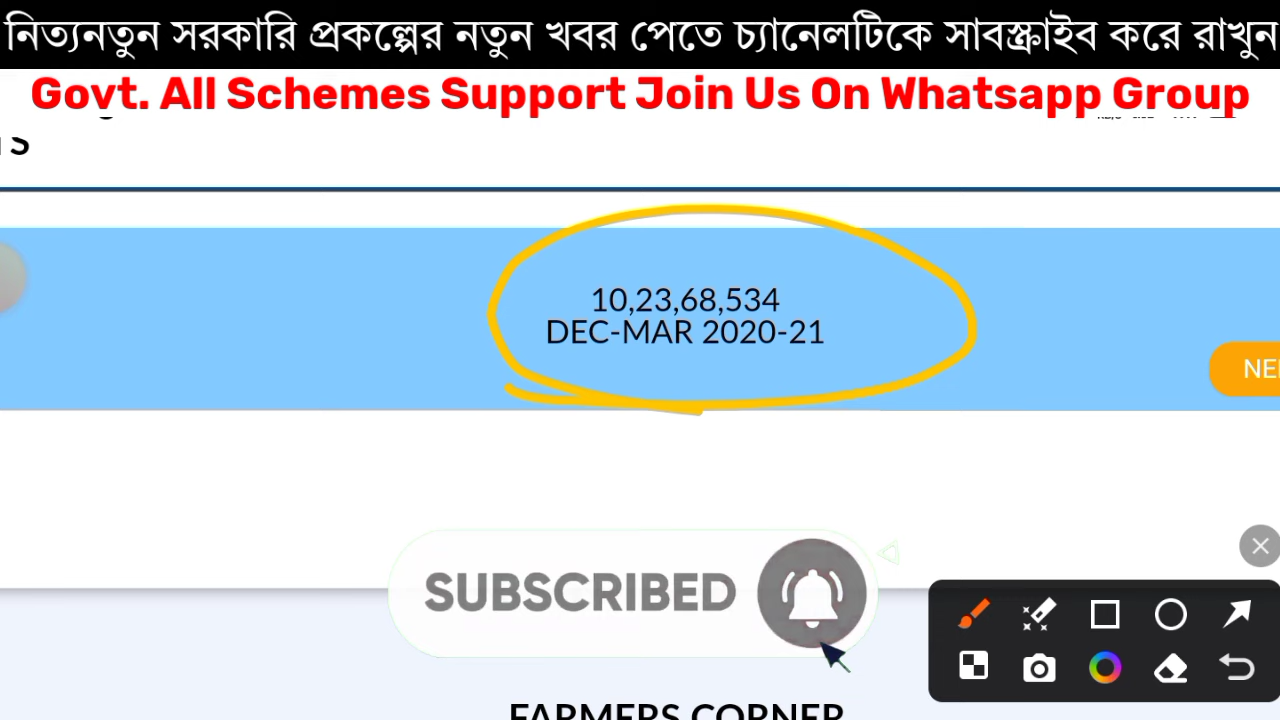 নিত্যনতুন সরকারি প্রকল্পের নতুন খবর পেতে চ্যানেলটিকে সাবস্ক্রাইব করে রাখুন
Govt. All Schemes Support Join Us On Whatsapp Group
S
10,23,68,534
DEC-MAR 2020-21
NE
SUBSCRIBED
FARMERS CORNER